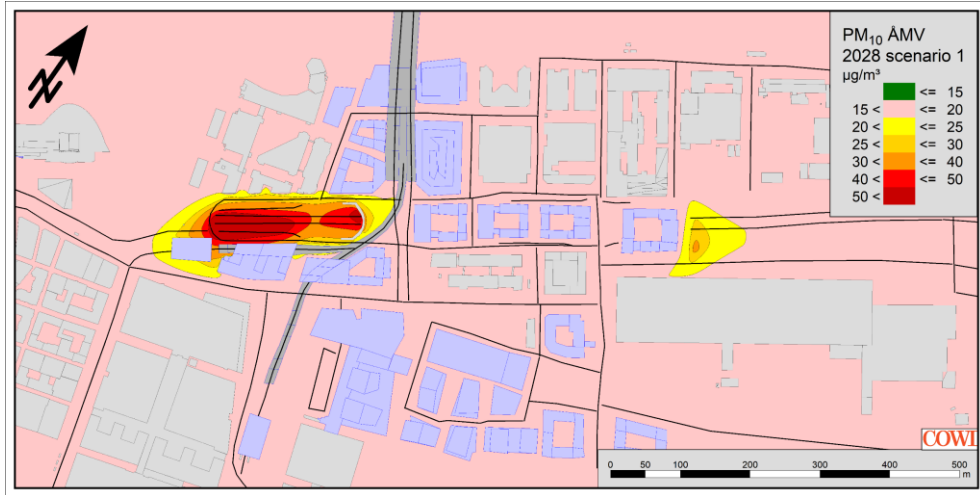 PM₁₀ ÅMV
2028 scenario 1
µg/m³
<= 15
15 < <= 20
20 < <= 25
25 < <= 30
30 < <= 40
40 < <= 50
50 <
N
COWI
0 50 100 200 300 400 500
m